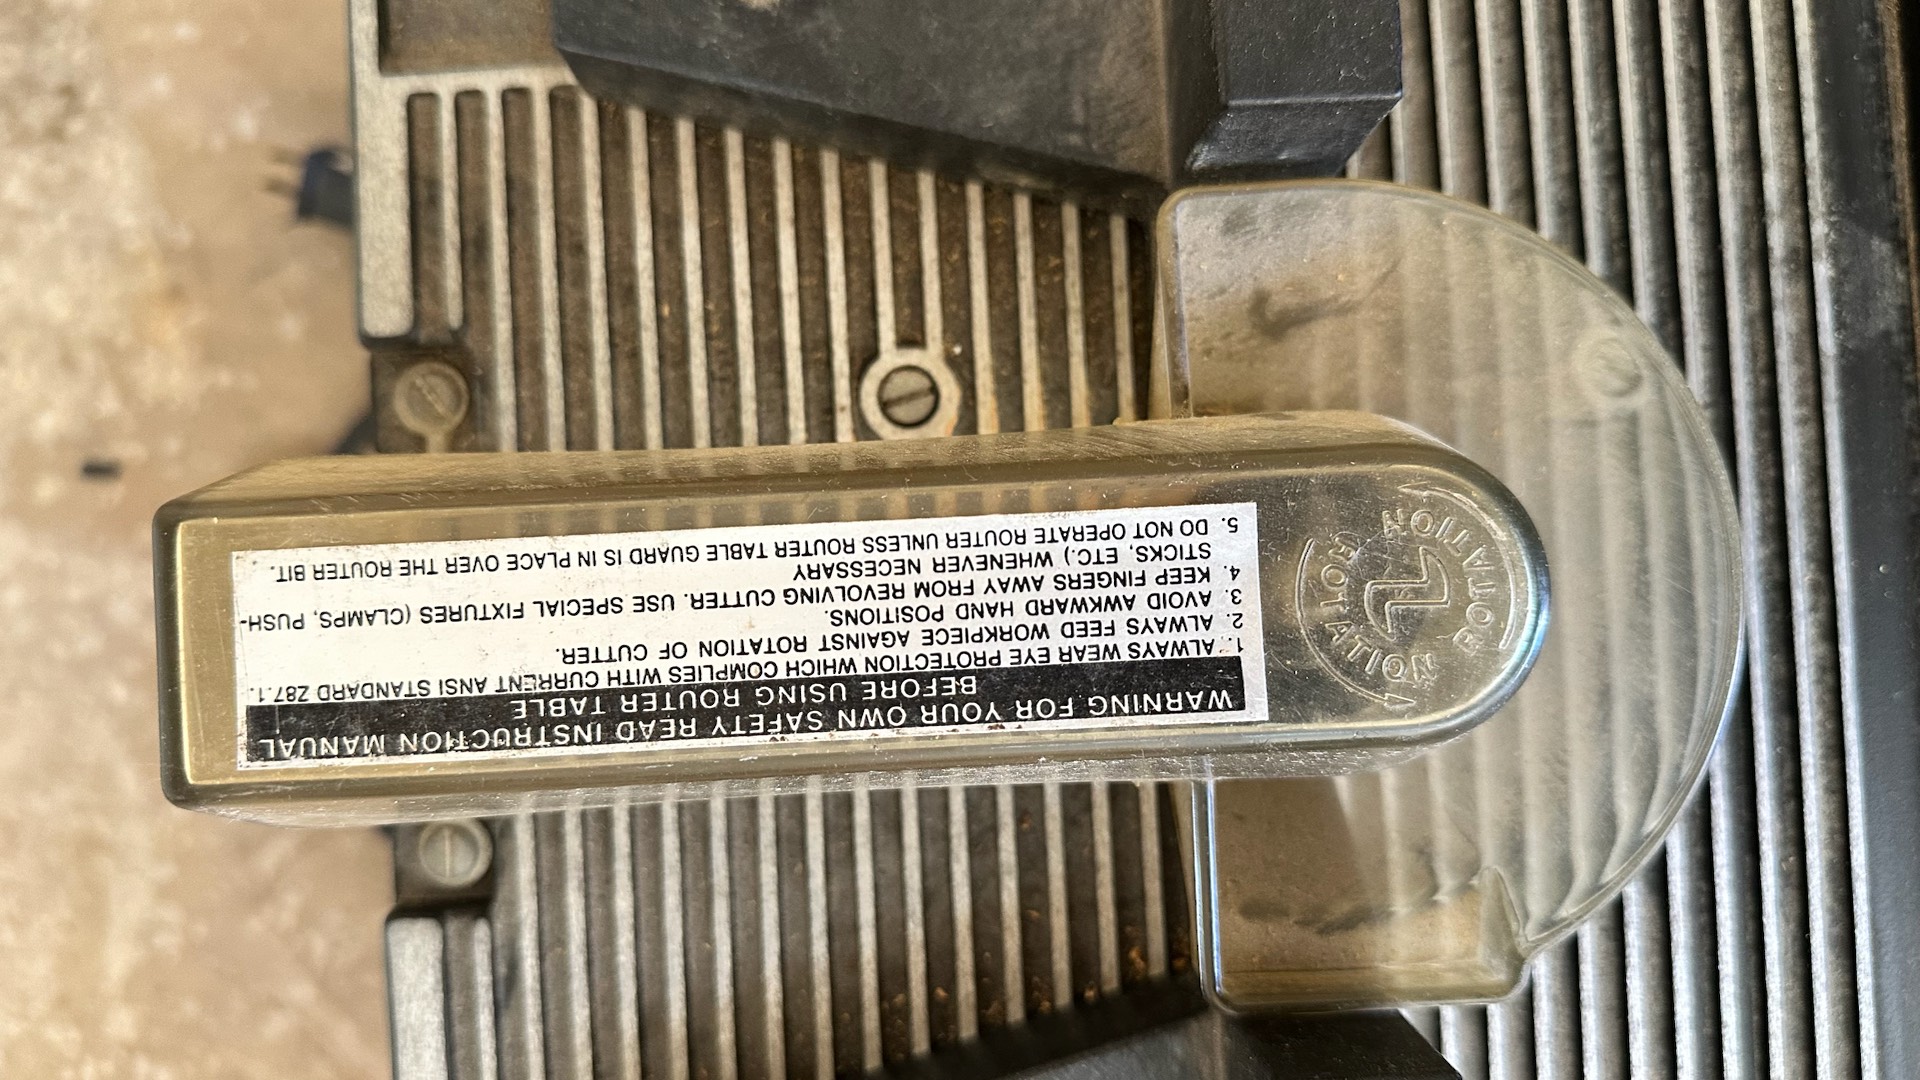 WARNING FOR YOUR OWN SAFETY READ INSTRUCTION MANUAL
BEFORE USING ROUTER TABLE
1. ALWAYS WEAR EYE PROTECTION WHICH COMPLIES WITH CURRENT ANSI STANDARD Z87.1.
2. ALWAYS FEED WORKPIECE AGAINST ROTATION OF CUTTER.
3. AVOID AWKWARD HAND POSITIONS.
4. KEEP FINGERS AWAY FROM REVOLVING CUTTER. USE SPECIAL FIXTURES (CLAMPS, PUSH-
STICKS, ETC.) WHENEVER NECESSARY
5. DO NOT OPERATE ROUTER UNLESS ROUTER TABLE GUARD IS IN PLACE OVER THE ROUTER BIT.
ROTATION
ROTATION